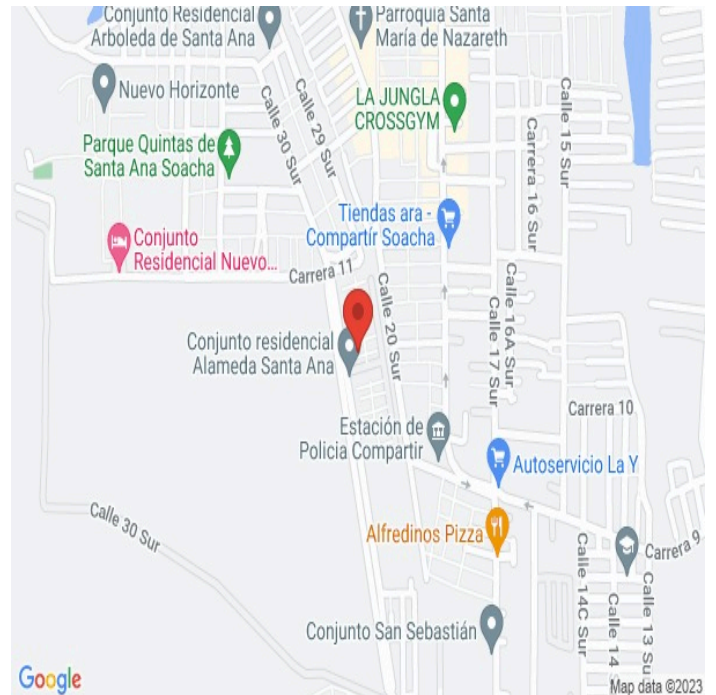 Conjunto Residencial
Arboleda de Santa Ana
Parroquia Santa
María de Nazareth
Nuevo Horizonte
LA JUNGLA
CROSSGYM
Calle 29 Sur
Calle 30 Sur
Calle 15 Sur
Carrera 16 Sur
Parque Quintas de
Santa Ana Soacha
Tiendas ara -
Compartír Soacha
Conjunto
Residencial Nuevo...
Carrera 11
Calle 20 Sur
Calle 16A Sur
Calle 17 Sur
Conjunto residencial
Alameda Santa Ana
Carrera 10
Estación de
Policia Compartir
Autoservicio La Y
Calle 30 Sur
Alfredinos Pizza
Carrera 9
Calle 14C Sur
Calle 14 S
Calle 13 Sur
Conjunto San Sebastián
Google
Map data ©2023